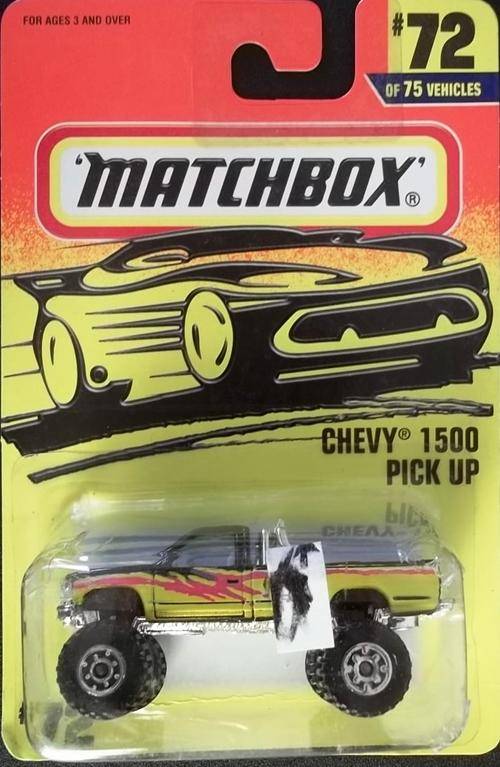 FOR AGES 3 AND OVER
#72
OF 75 VEHICLES
'MATCHBOX'®
CHEVY® 1500
PICK UP